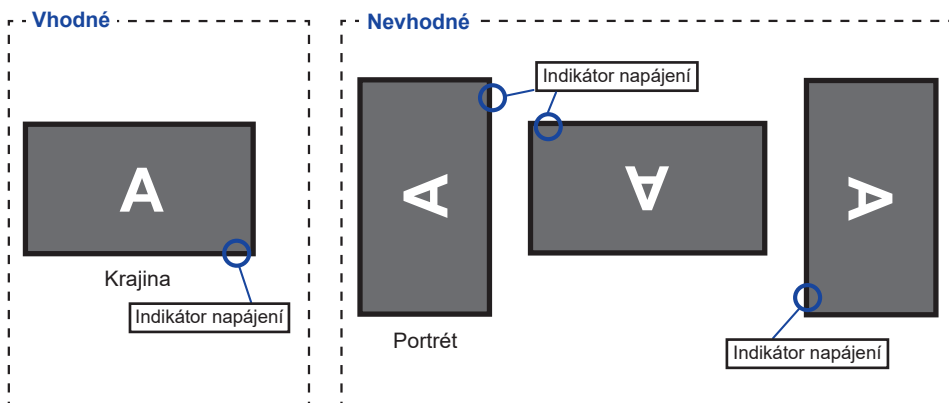 Vhodné
Nevhodné
A
Krajina
Indikátor napájení
Indikátor napájení
A
A
A
Portrét
Indikátor napájení